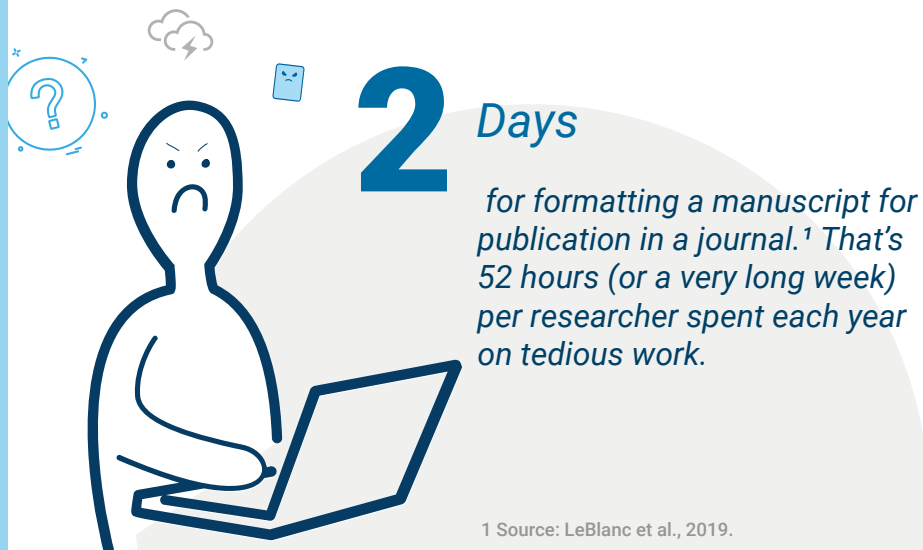 2 Days
for formatting a manuscript for
publication in a journal.¹ That’s
52 hours (or a very long week)
per researcher spent each year
on tedious work.
1 Source: LeBlanc et al., 2019.